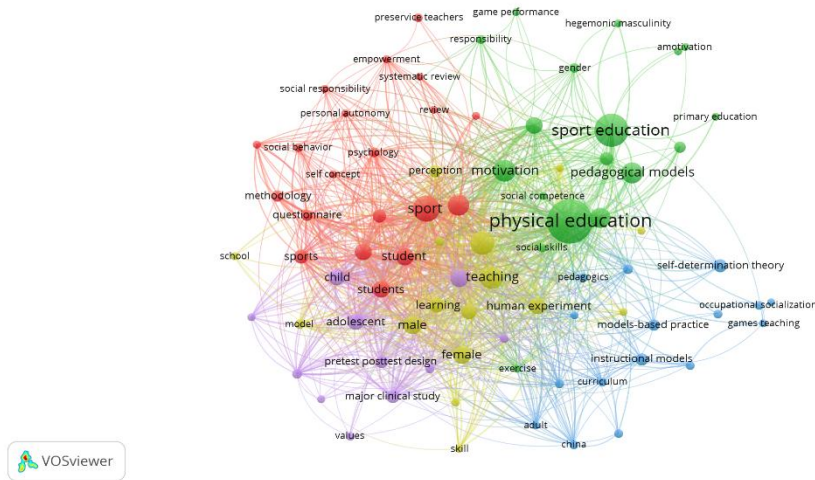 game performance
preservice teachers
hegemonic masculinity
responsibility
amotivation
empowerment
gender
systematic review
social responsibility
review
personal autonomy
primary education
sport education
social behavior
psychology
perception
motivation
pedagogical models
self concept
methodology
social competence
sport
questionnaire
physical education
school
sports
student
social skills
child
teaching
pedagogics
self-determination theory
students
learning
human experiment
occupational socialization
model
adolescent
male
models-based practice
games teaching
pretest posttest design
female
instructional models
exercise
curriculum
major clinical study
adult
values
skill
china
VOSviewer